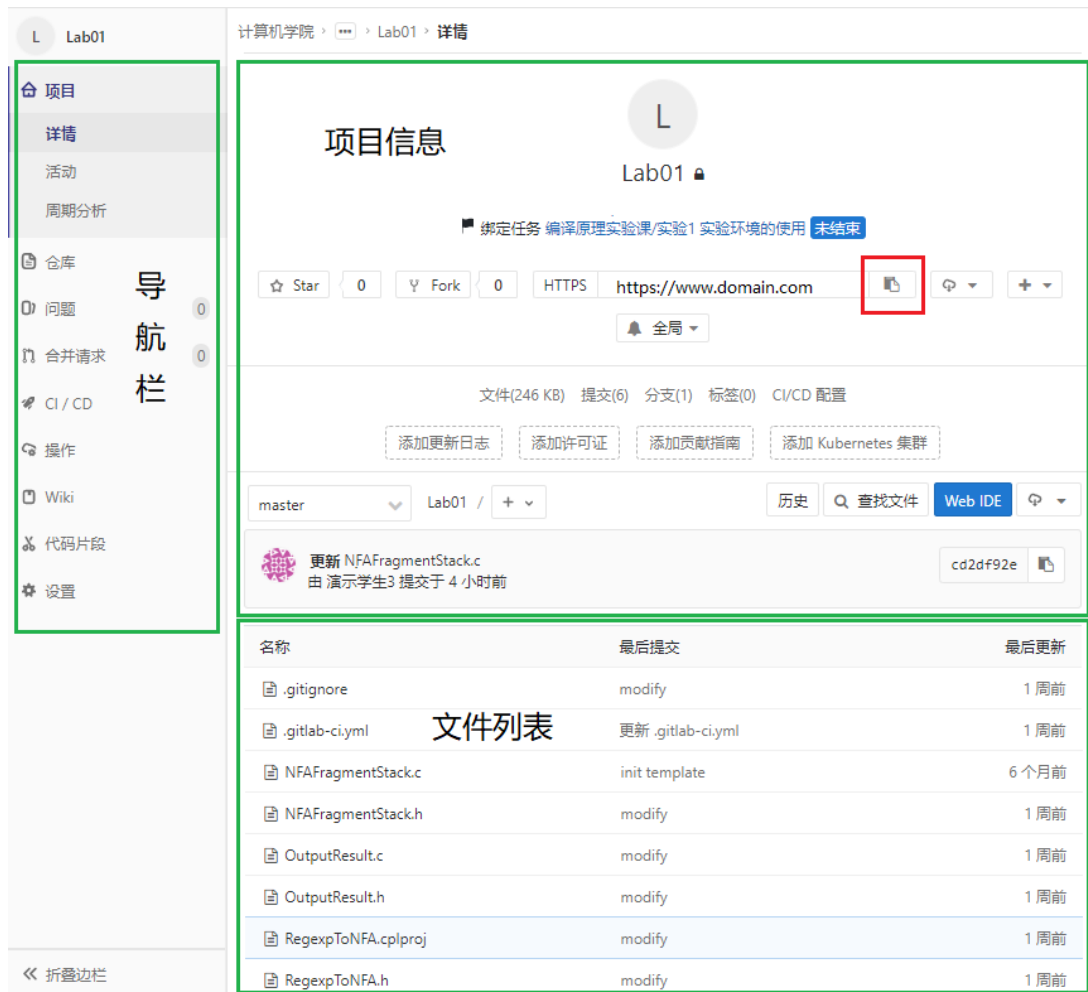 L Lab01
项目
详情
活动
周期分析
仓库
问题 0
合并请求 0
CI / CD
操作
Wiki
代码片段
设置
导
航
栏
折叠边栏
计算机学院 › ••• › Lab01 › 详情
项目信息
L
Lab01
绑定任务 编译原理实验课/实验1 实验环境的使用 未结束
Star 0 Fork 0 HTTPS https://www.domain.com
全局
文件(246 KB) 提交(6) 分支(1) 标签(0) CI/CD 配置
添加更新日志 添加许可证 添加贡献指南 添加 Kubernetes 集群
master Lab01 / + 历史 查找文件 Web IDE
更新 NFAFragmentStack.c
由 演示学生3 提交于 4 小时前
cd2df92e
名称 最后提交 最后更新
.gitignore modify 1 周前
文件列表
.gitlab-ci.yml 更新 .gitlab-ci.yml 1 周前
NFAFragmentStack.c init template 6 个月前
NFAFragmentStack.h modify 1 周前
OutputResult.c modify 1 周前
OutputResult.h modify 1 周前
RegexpToNFA.cplproj modify 1 周前
RegexpToNFA.h modify 1 周前